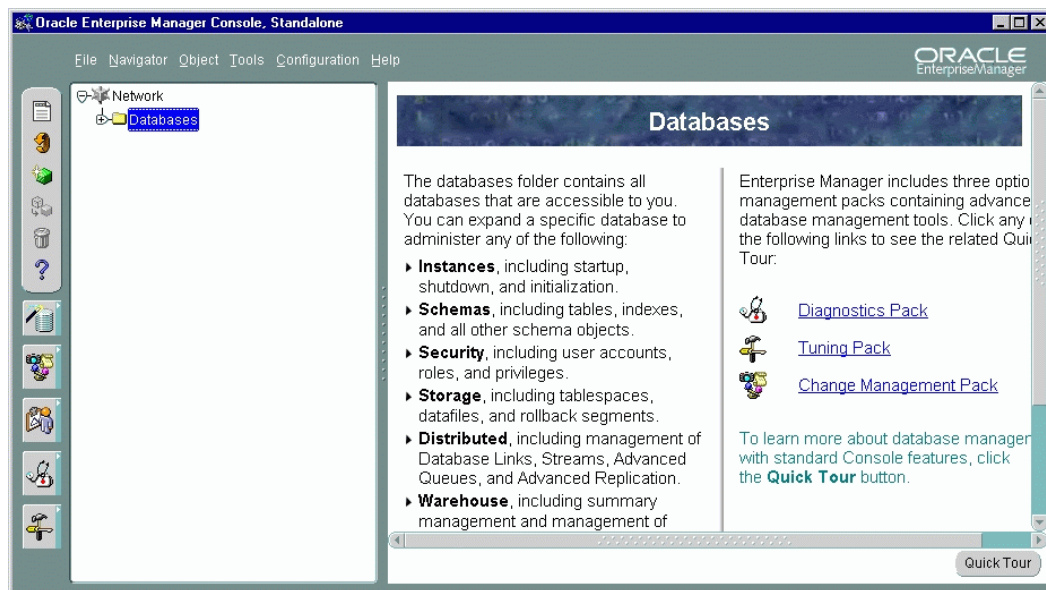 Oracle Enterprise Manager Console, Standalone
File Navigator Object Tools Configuration Help
ORACLE
EnterpriseManager
Network
Databases
Databases
The databases folder contains all
databases that are accessible to you.
You can expand a specific database to
administer any of the following:
Instances, including startup,
shutdown, and initialization.
Schemas, including tables, indexes,
and all other schema objects.
Security, including user accounts,
roles, and privileges.
Storage, including tablespaces,
datafiles, and rollback segments.
Distributed, including management of
Database Links, Streams, Advanced
Queues, and Advanced Replication.
Warehouse, including summary
management and management of
Enterprise Manager includes three optio
management packs containing advance
database management tools. Click any
the following links to see the related Qui
Tour:
Diagnostics Pack
Tuning Pack
Change Management Pack
To learn more about database manager
with standard Console features, click
the Quick Tour button.
Quick Tour